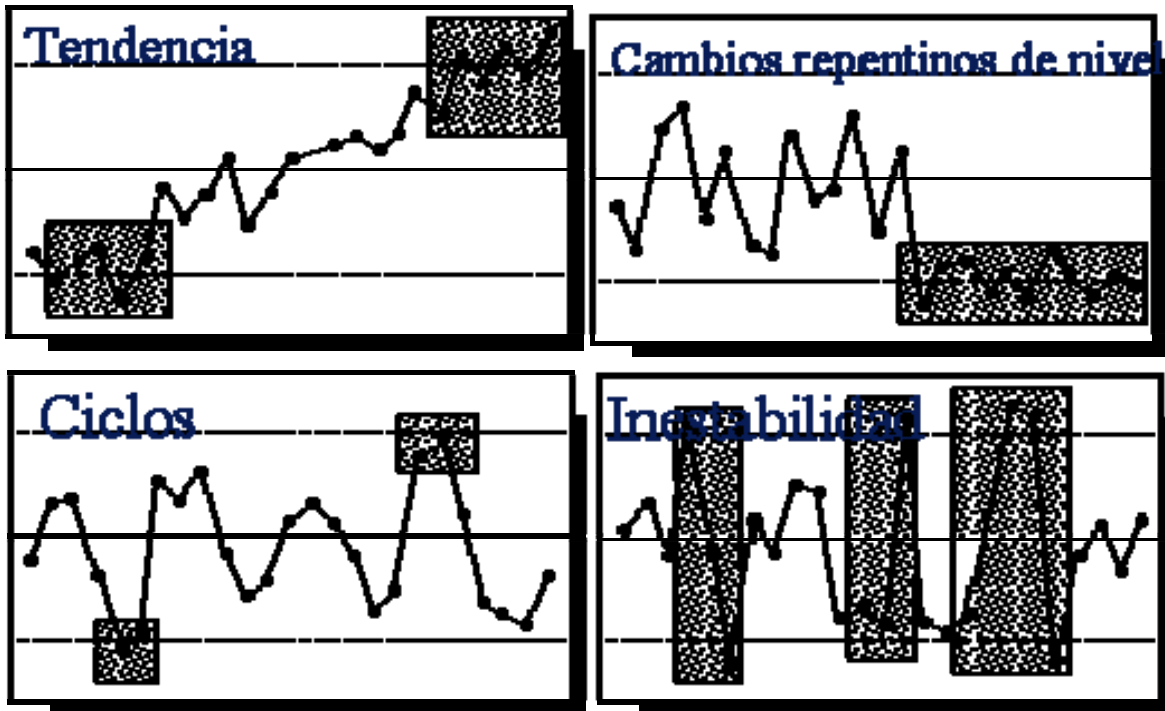 Tendencia
Cambios repentinos de nivel
Ciclos
Inestabilidad